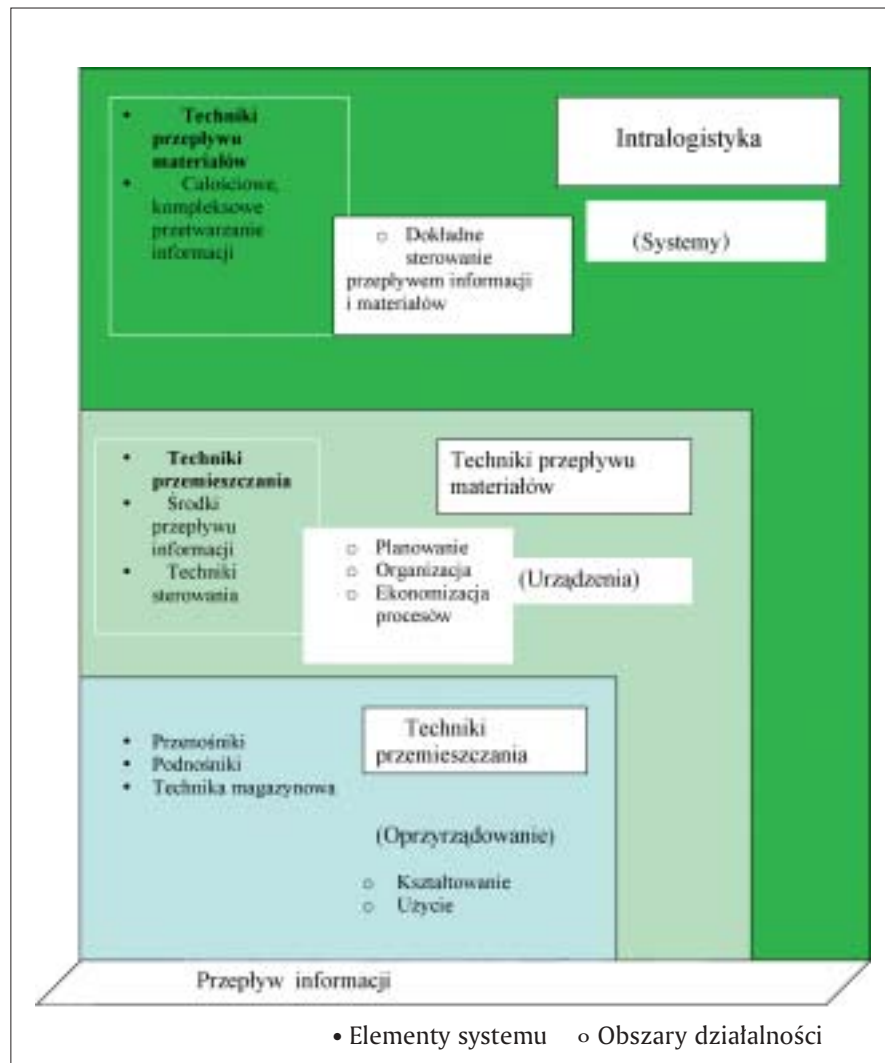 • Techniki
przepływu
materiałów
• Całościowe,
kompleksowe
przetwarzanie
informacji
Intralogistyka
(Systemy)
○ Dokładne
sterowanie
przepływem informacji
i materiałów
• Techniki
przemieszczania
• Środki
przepływu
informacji
• Techniki
sterowania
Techniki przepływu
materiałów
○ Planowanie
○ Organizacja
○ Ekonomizacja
procesów
(Urządzenia)
• Przenośniki
• Podnośniki
• Technika magazynowa
Techniki
przemieszczania
(Oprzyrządowanie)
○ Kształtowanie
○ Użycie
Przepływ informacji
• Elementy systemu ○ Obszary działalności